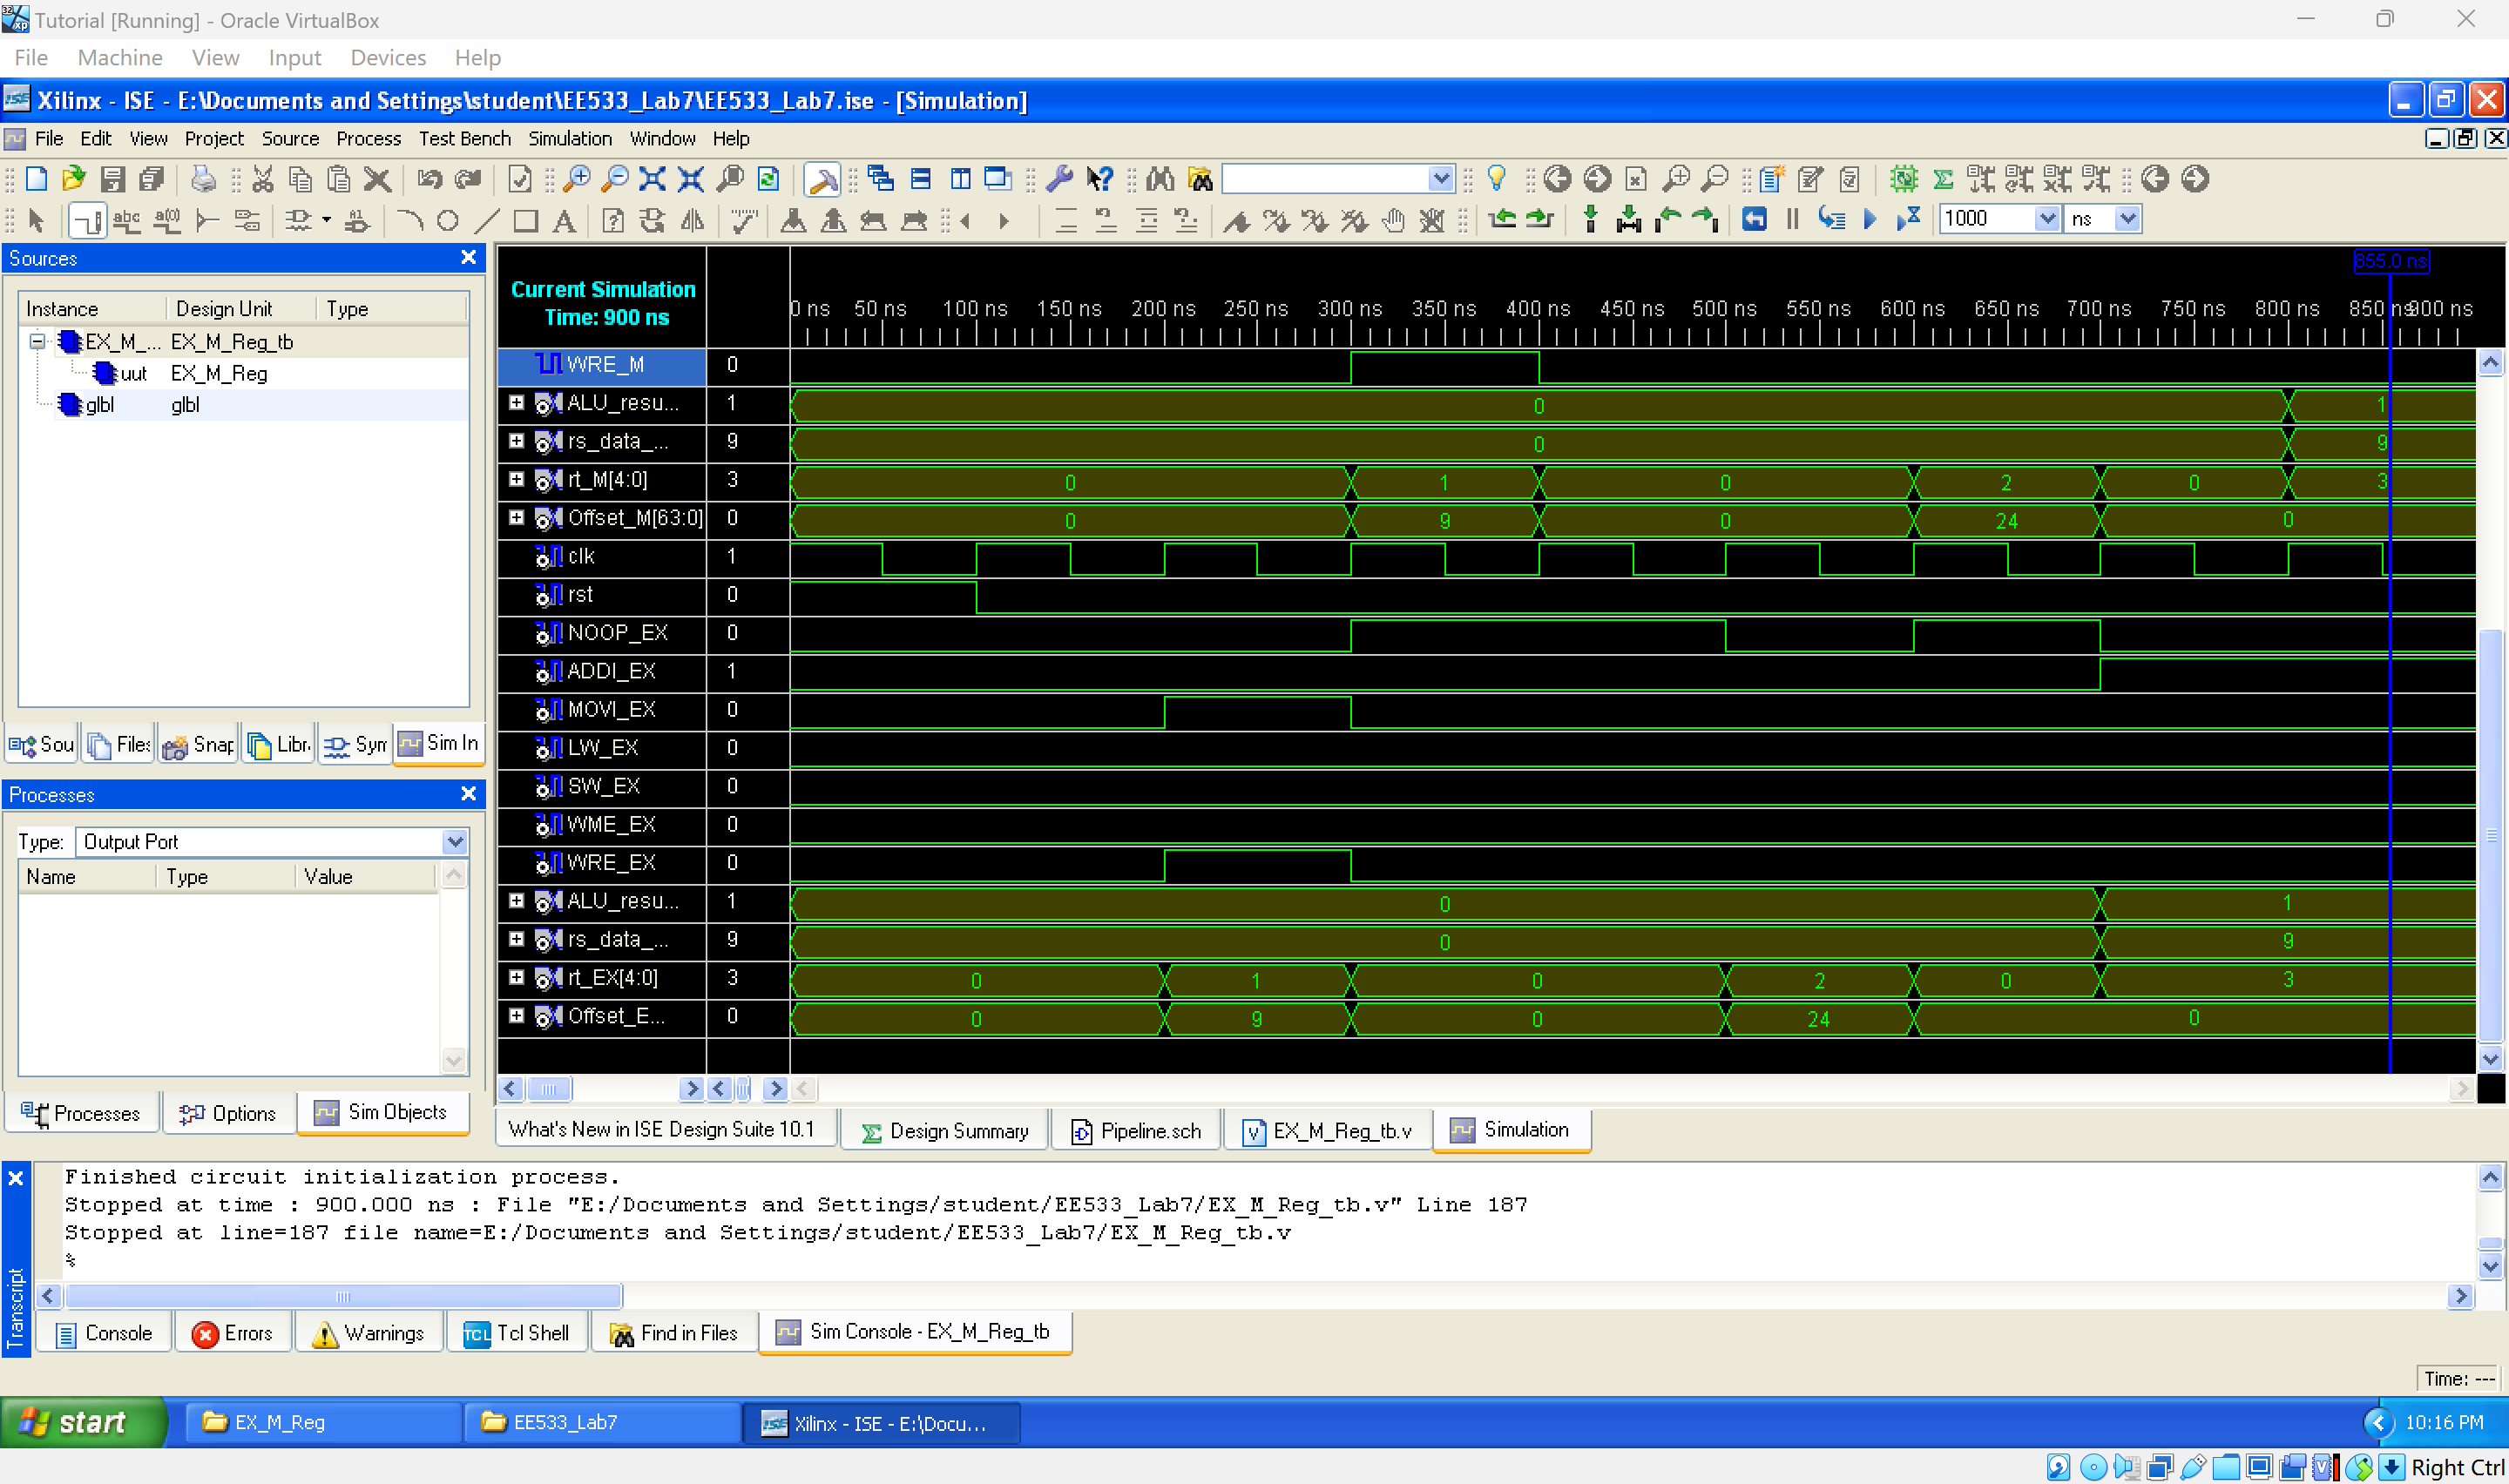 Tutorial [Running] - Oracle VirtualBox
File Machine View Input Devices Help
Xilinx - ISE - E:\Documents and Settings\student\EE533_Lab7\EE533_Lab7.ise - [Simulation]
File Edit View Project Source Process Test Bench Simulation Window Help
1000 ns
Sources
Instance Design Unit Type
EX_M_... EX_M_Reg_tb
uut EX_M_Reg
glbl glbl
Sou Files Snap Libr. Sym Sim In
Processes
Type: Output Port
Name Type Value
Processes Options Sim Objects
855.0 ns
Current Simulation
Time: 900 ns
0 ns 50 ns 100 ns 150 ns 200 ns 250 ns 300 ns 350 ns 400 ns 450 ns 500 ns 550 ns 600 ns 650 ns 700 ns 750 ns 800 ns 850 ns 900 ns
WRE_M 0
ALU_resu... 1 0 1
rs_data_... 9 0 9
rt_M[4:0] 3 0 1 0 2 0 3
Offset_M[63:0] 0 0 9 0 24 0
clk 1
rst 0
NOOP_EX 0
ADDI_EX 1
MOVI_EX 0
LW_EX 0
SW_EX 0
WME_EX 0
WRE_EX 0
ALU_resu... 1 0 1
rs_data_... 9 0 9
rt_EX[4:0] 3 0 1 0 2 0 3
Offset_E... 0 0 9 0 24 0
What's New in ISE Design Suite 10.1 Design Summary Pipeline.sch EX_M_Reg_tb.v Simulation
Transcript
Finished circuit initialization process.
Stopped at time : 900.000 ns : File "E:/Documents and Settings/student/EE533_Lab7/EX_M_Reg_tb.v" Line 187
Stopped at line=187 file name=E:/Documents and Settings/student/EE533_Lab7/EX_M_Reg_tb.v
%
Console Errors Warnings Tcl Shell Find in Files Sim Console - EX_M_Reg_tb
Time: ---
start EX_M_Reg EE533_Lab7 Xilinx - ISE - E:\Docu... 10:16 PM
Right Ctrl